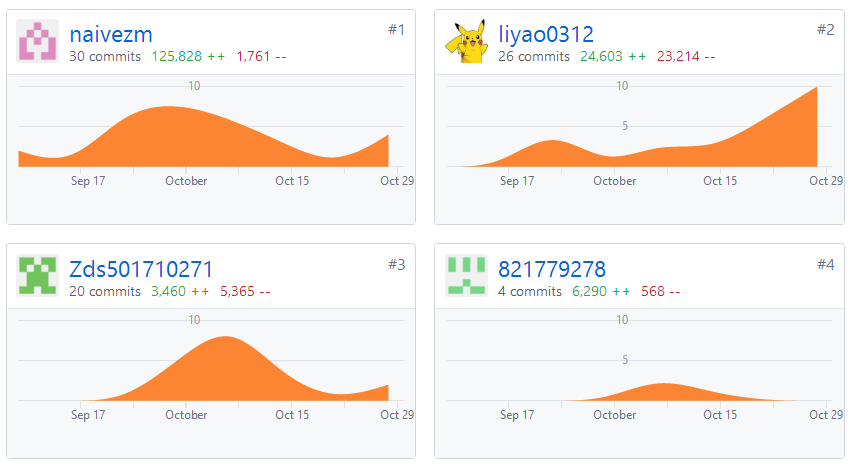 naivezm #1
30 commits 125,828 ++ 1,761 --
10
Sep 17 October Oct 15 Oct 29
liyao0312 #2
26 commits 24,603 ++ 23,214 --
10
5
Sep 17 October Oct 15 Oct 29
Zds501710271 #3
20 commits 3,460 ++ 5,365 --
10
Sep 17 October Oct 15 Oct 29
821779278 #4
4 commits 6,290 ++ 568 --
10
5
Sep 17 October Oct 15 Oct 29